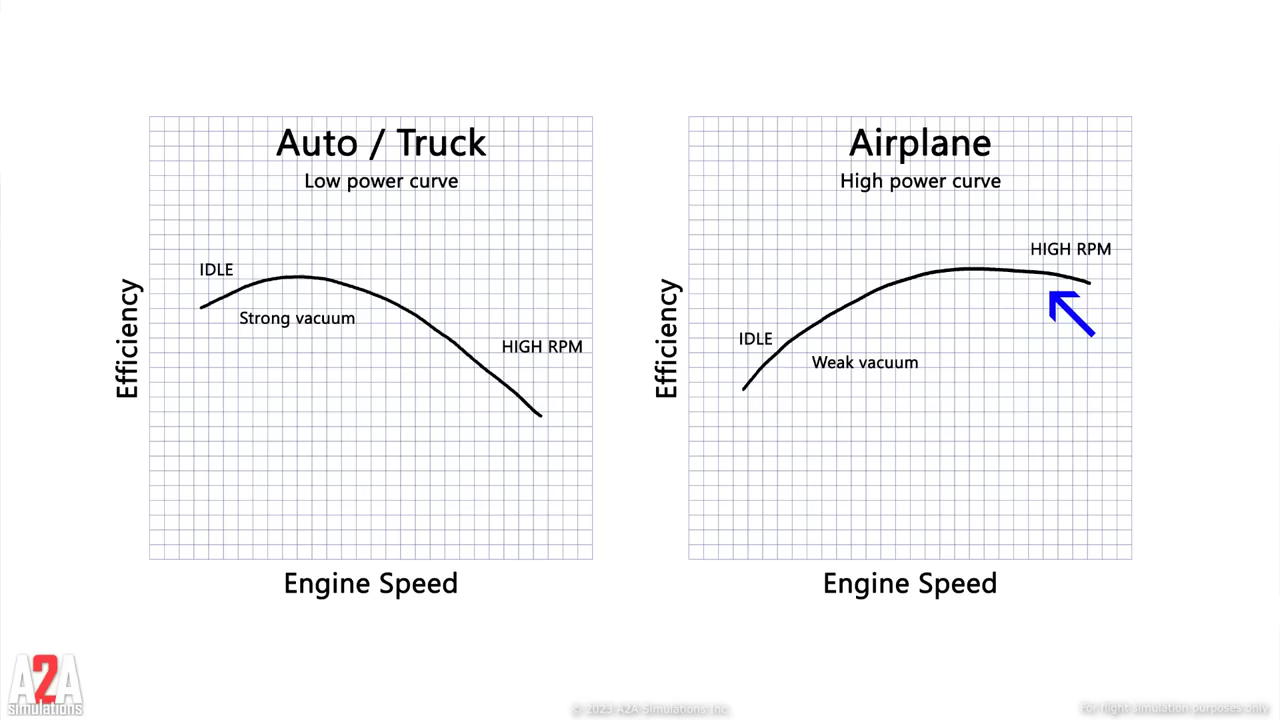 Auto / Truck
Low power curve
IDLE
Strong vacuum
HIGH RPM
Efficiency
Engine Speed
Airplane
High power curve
HIGH RPM
IDLE
Weak vacuum
Efficiency
Engine Speed
A2A
simulations
© 2023 A2A Simulations Inc.
For flight simulation purposes only